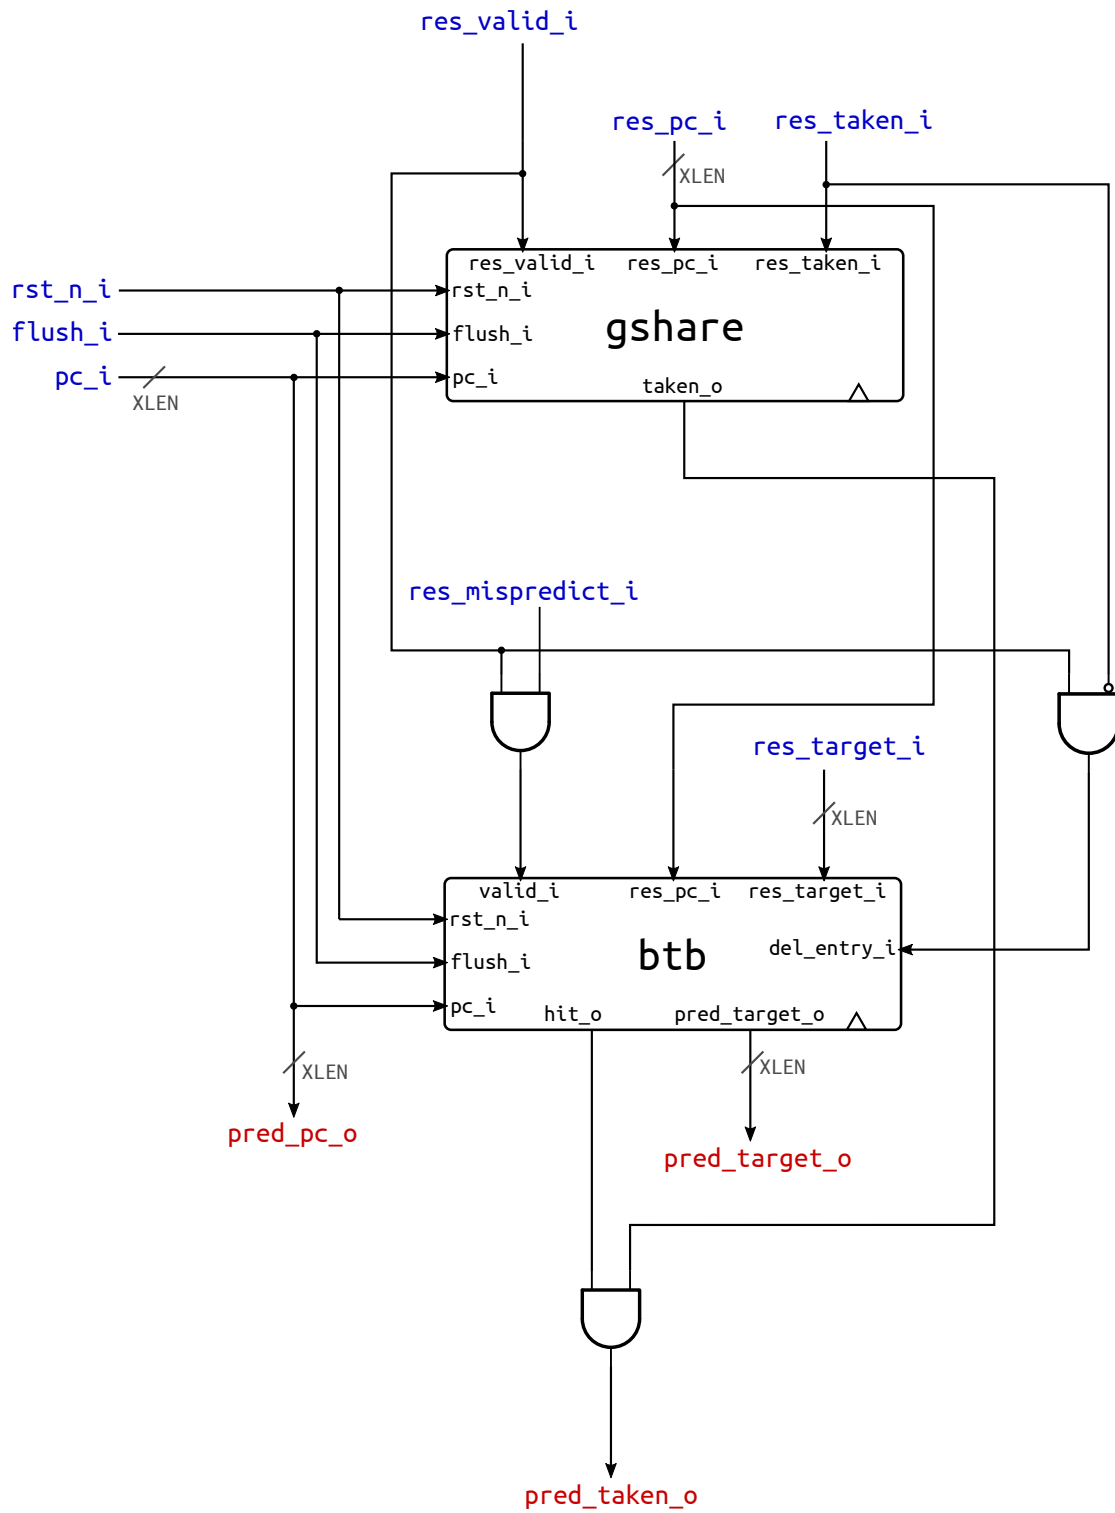 res_valid_i
res_pc_i res_taken_i
XLEN
res_valid_i res_pc_i res_taken_i
rst_n_i rst_n_i
flush_i flush_i gshare
pc_i pc_i
XLEN taken_o
res_mispredict_i
res_target_i
XLEN
valid_i res_pc_i res_target_i
rst_n_i
btb del_entry_i
flush_i
pc_i hit_o pred_target_o
XLEN XLEN
pred_pc_o
pred_target_o
pred_taken_o